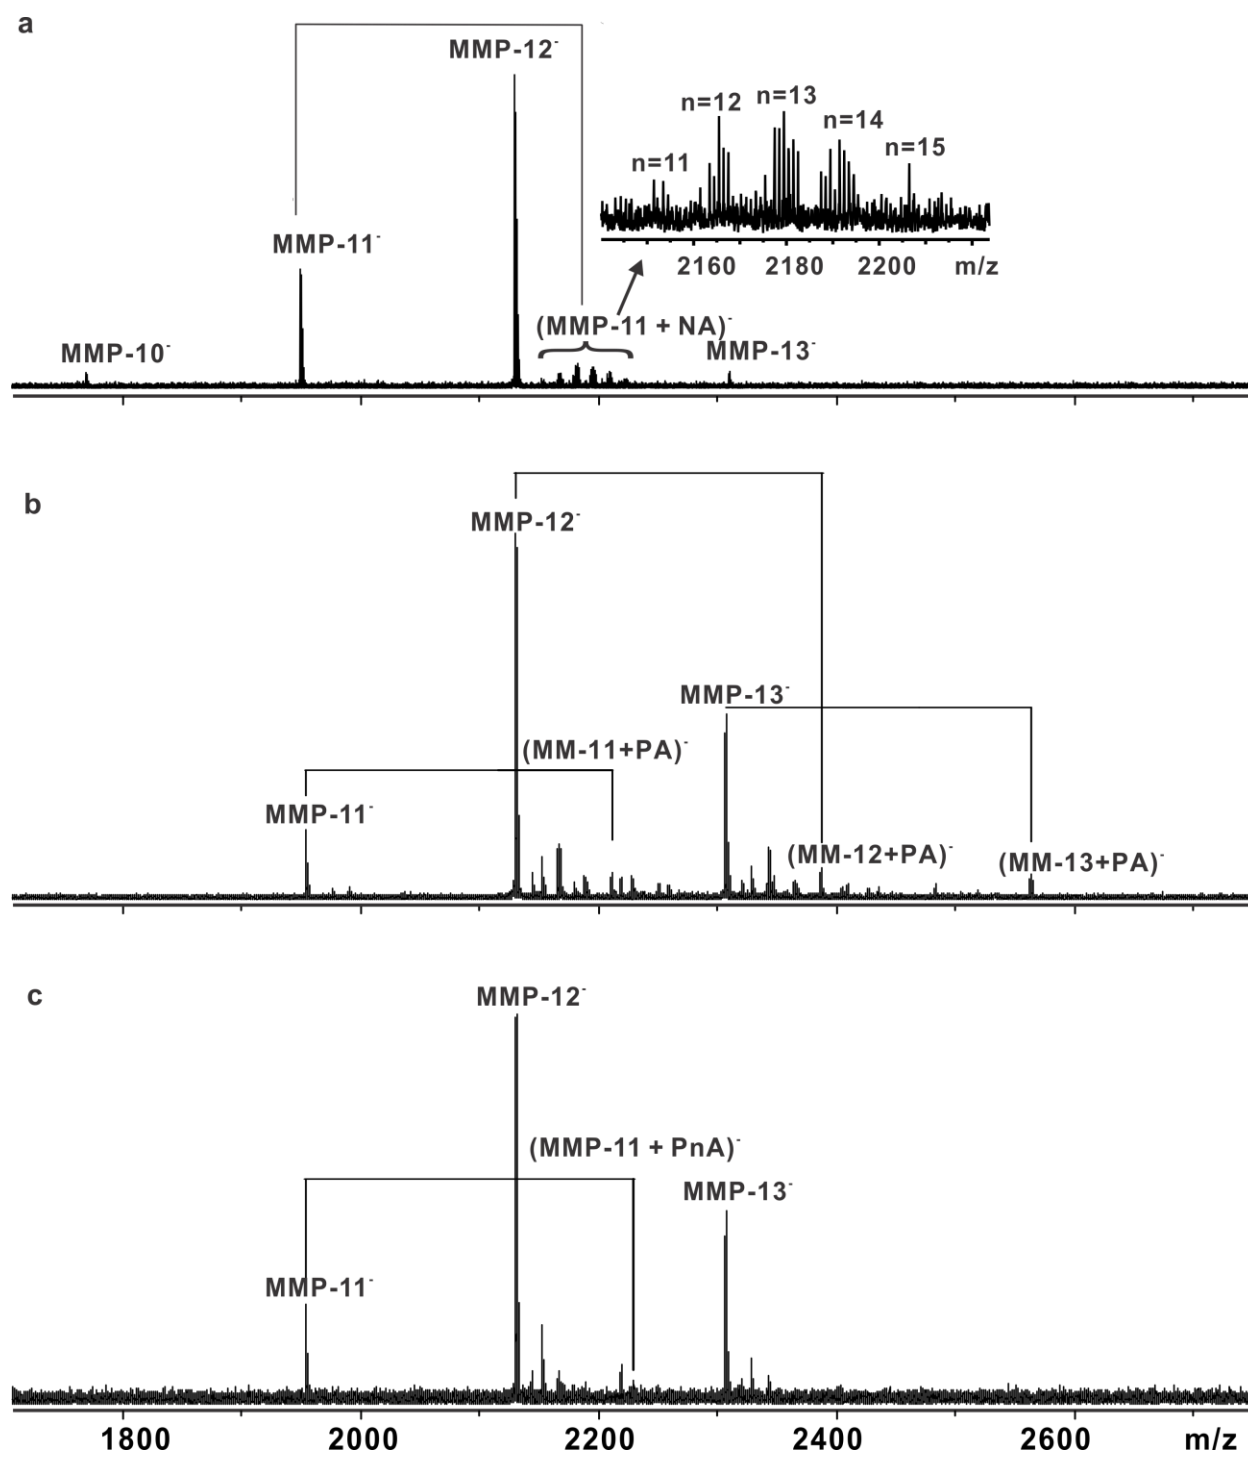 a
MMP-12⁻
n=12 n=13
n=14
n=15
n=11
MMP-11⁻
2160 2180 2200 m/z
(MMP-11 + NA)⁻
MMP-10⁻ MMP-13⁻
b
MMP-12⁻
MMP-13⁻
(MM-11+PA)⁻
MMP-11⁻
(MM-12+PA)⁻ (MM-13+PA)⁻
c
MMP-12⁻
(MMP-11 + PnA)⁻
MMP-13⁻
MMP-11⁻
1800 2000 2200 2400 2600 m/z